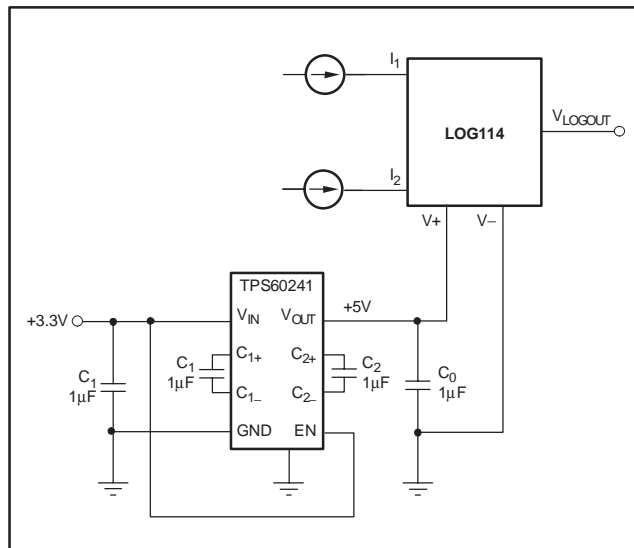 I1
LOG114
VLOGOUT
I2
V+
V–
TPS60241
+3.3V
VIN
VOUT
+5V
C1
1μF
C1
1μF
C1+
C1–
C2+
C2–
C2
1μF
C0
1μF
GND
EN